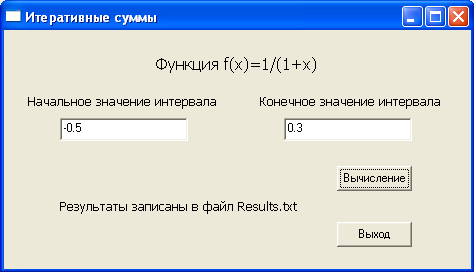 Итеративные суммы
Функция f(x)=1/(1+x)
Начальное значение интервала Конечное значение интервала
-0.5 0.3
Вычисление
Результаты записаны в файл Results.txt
Выход